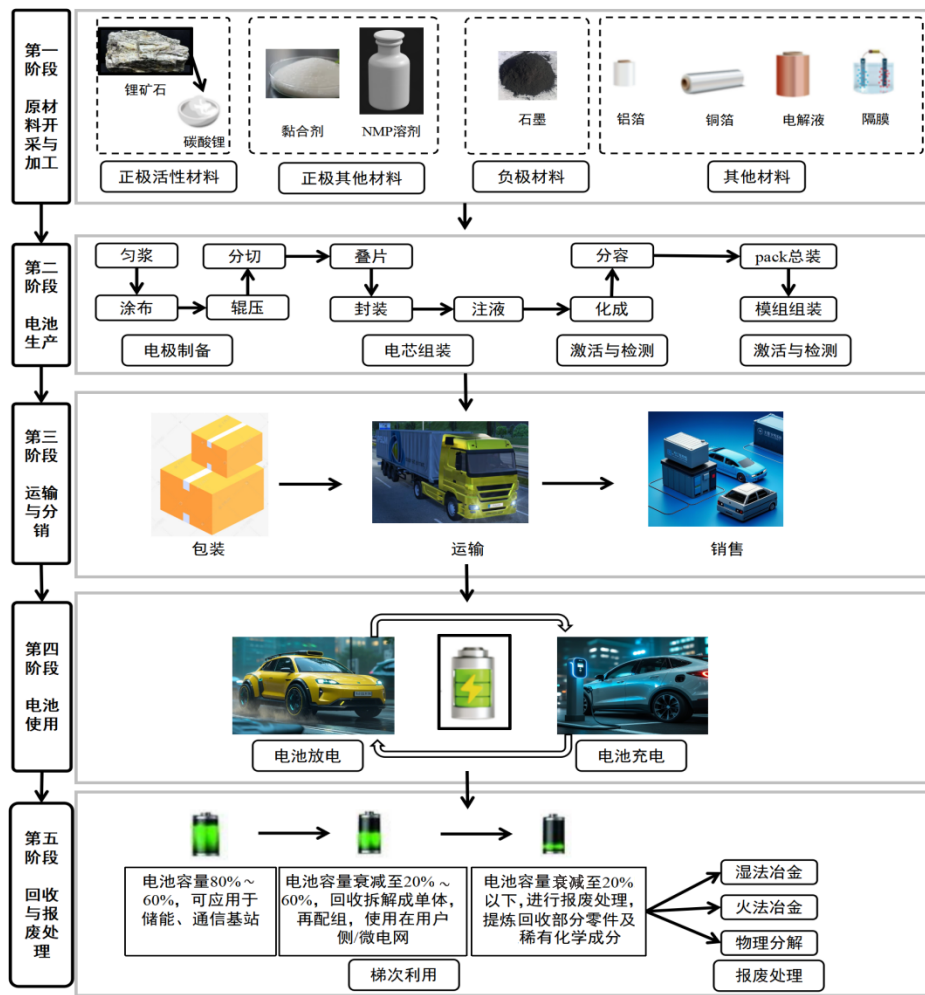 第一
阶段
原材
料开
采与
加工
锂矿石
碳酸锂
正极活性材料
黏合剂
NMP溶剂
正极其他材料
石墨
负极材料
铝箔
铜箔
电解液
隔膜
其他材料
第二
阶段
电池
生产
匀浆
涂布
辊压
分切
电极制备
叠片
封装
注液
电芯组装
化成
分容
激活与检测
pack总装
模组组装
激活与检测
第三
阶段
运输
与分
销
包装
运输
销售
第四
阶段
电池
使用
电池放电
电池充电
第五
阶段
回收
与报
废处
理
电池容量80%～
60%，可应用于
储能、通信基站
电池容量衰减至20%～
60%，回收拆解成单体，
再配组，使用在用户
侧/微电网
电池容量衰减至20%
以下，进行报废处理，
提炼回收部分零件及
稀有化学成分
梯次利用
湿法冶金
火法冶金
物理分解
报废处理